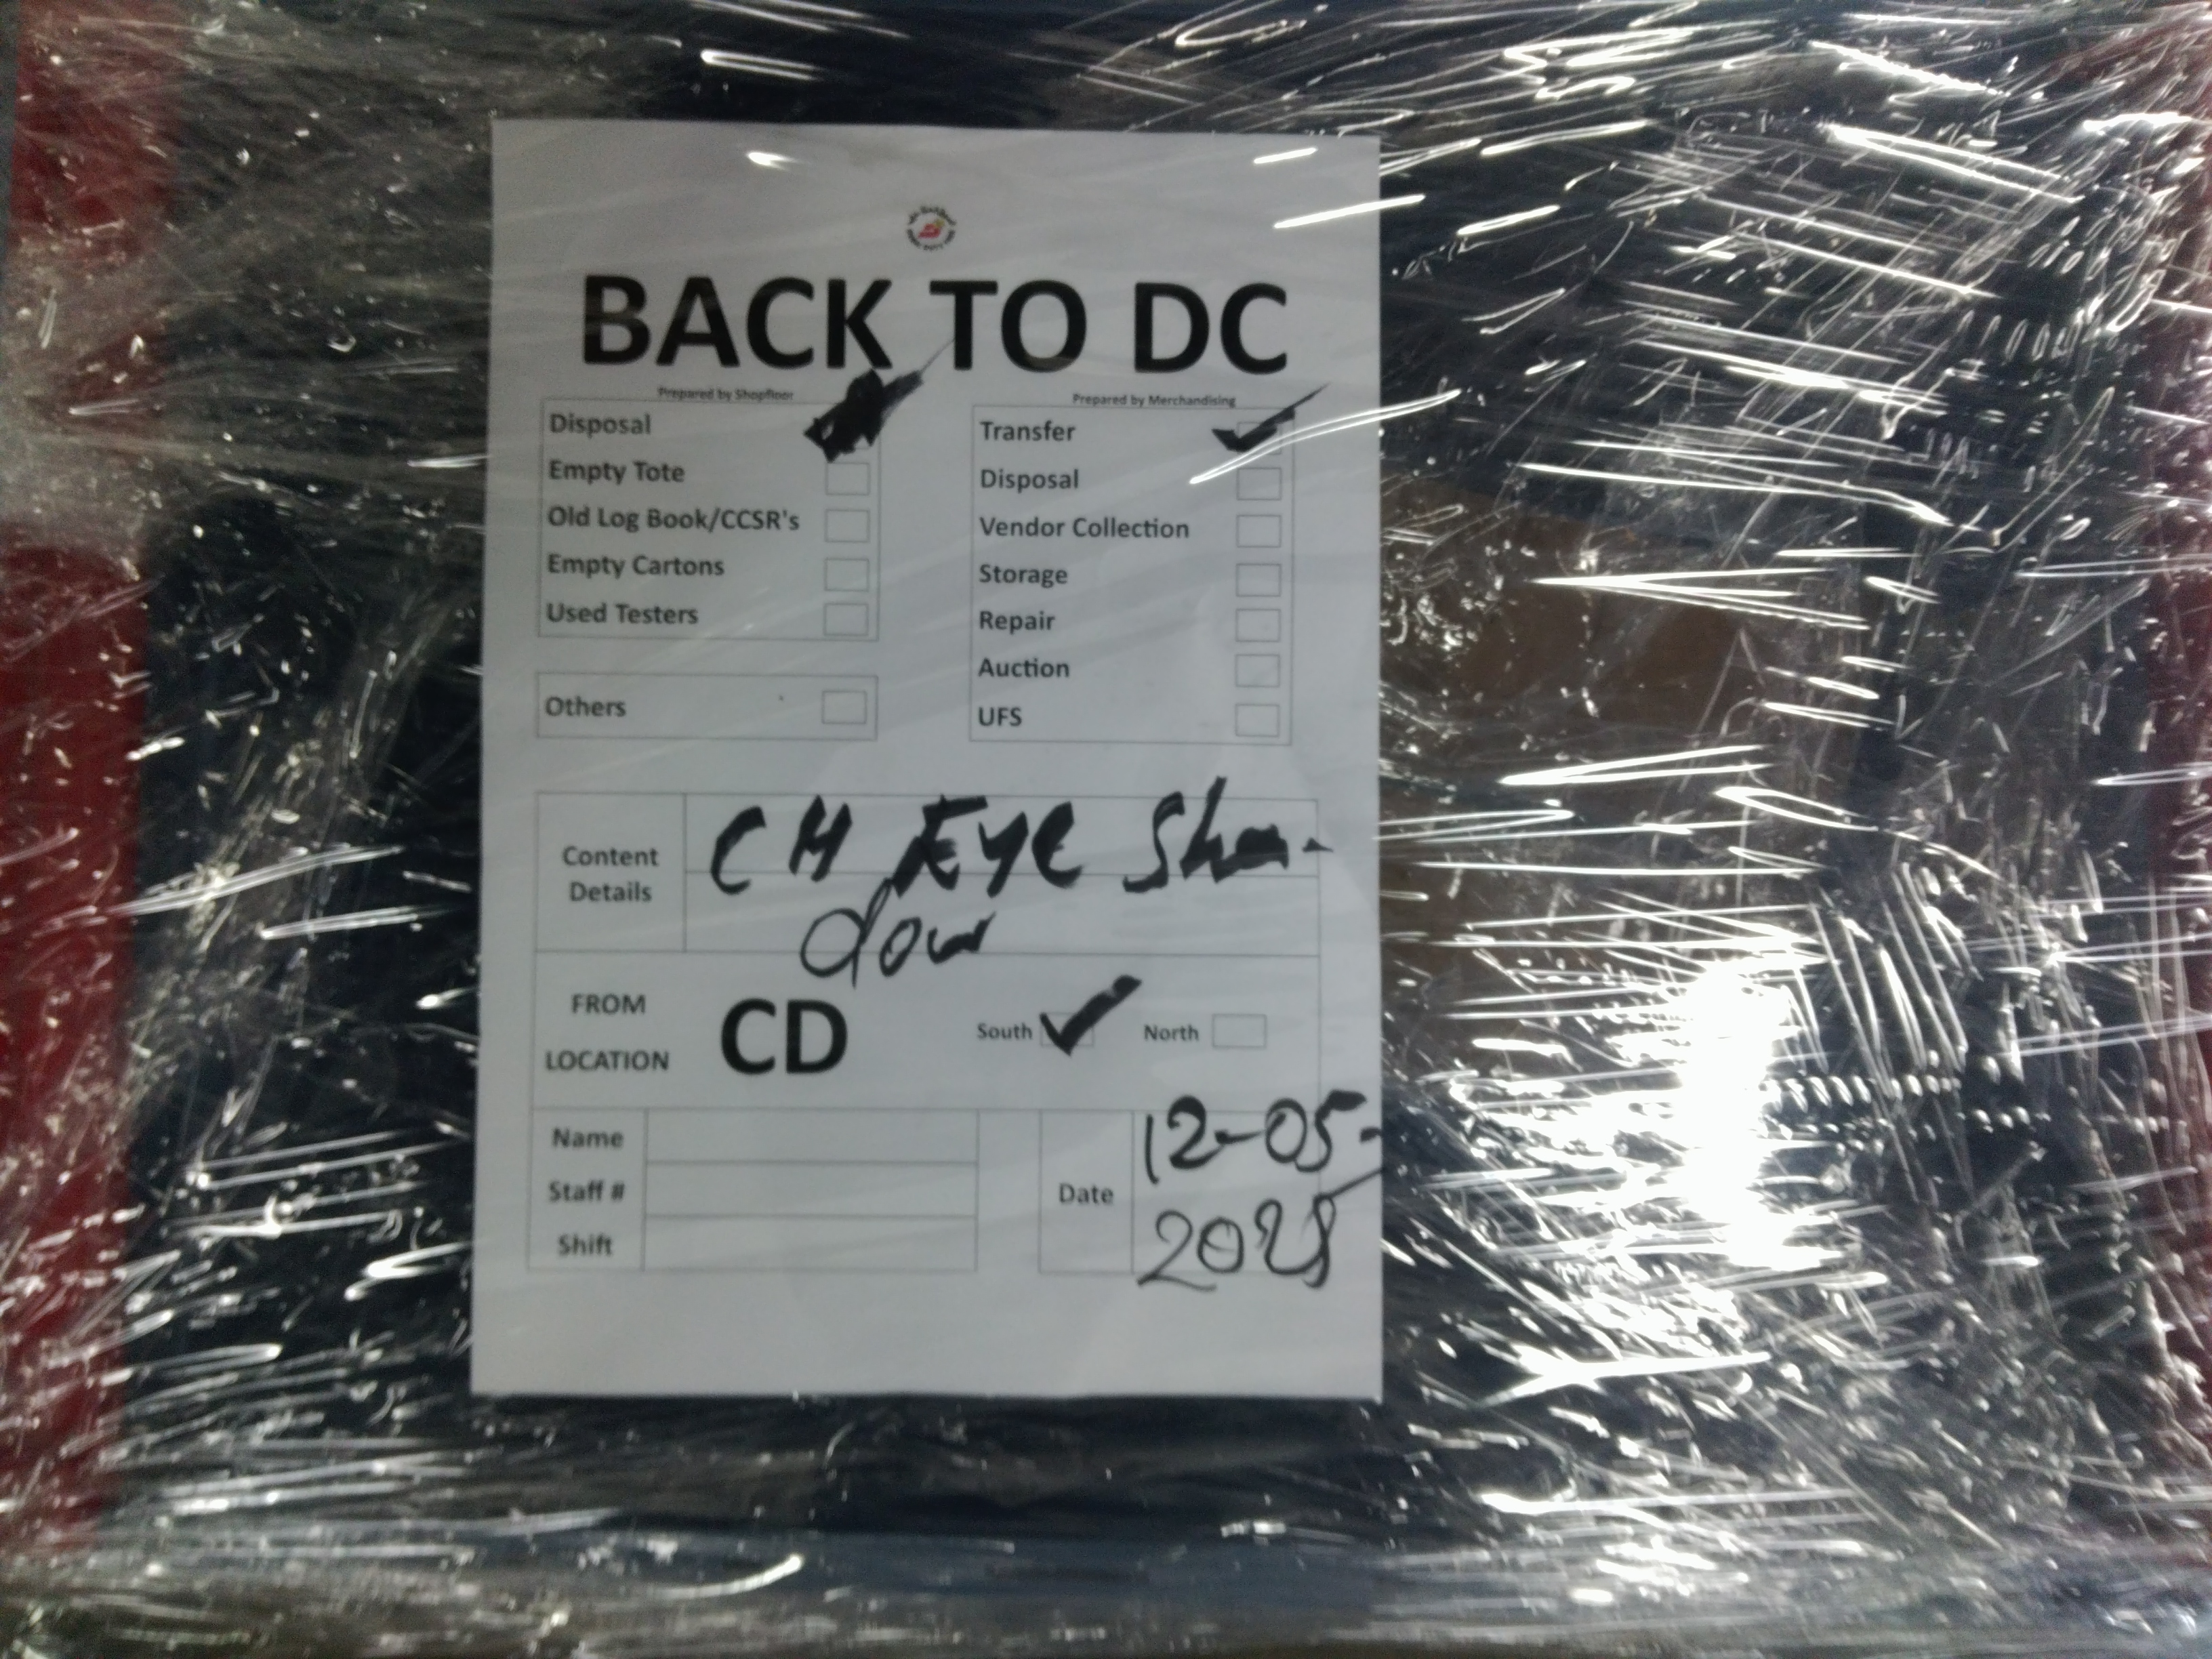 BACK TO DC
Prepared by Shopfloor
Disposal
Empty Tote
Old Log Book/CCSR's
Empty Cartons
Used Testers
Others
Prepared by Merchandising
Transfer
Disposal
Vendor Collection
Storage
Repair
Auction
UFS
Content
Details
CH EYE Sha-
dow
FROM
LOCATION
CD
South
North
Name
Staff #
Shift
Date
12-05-